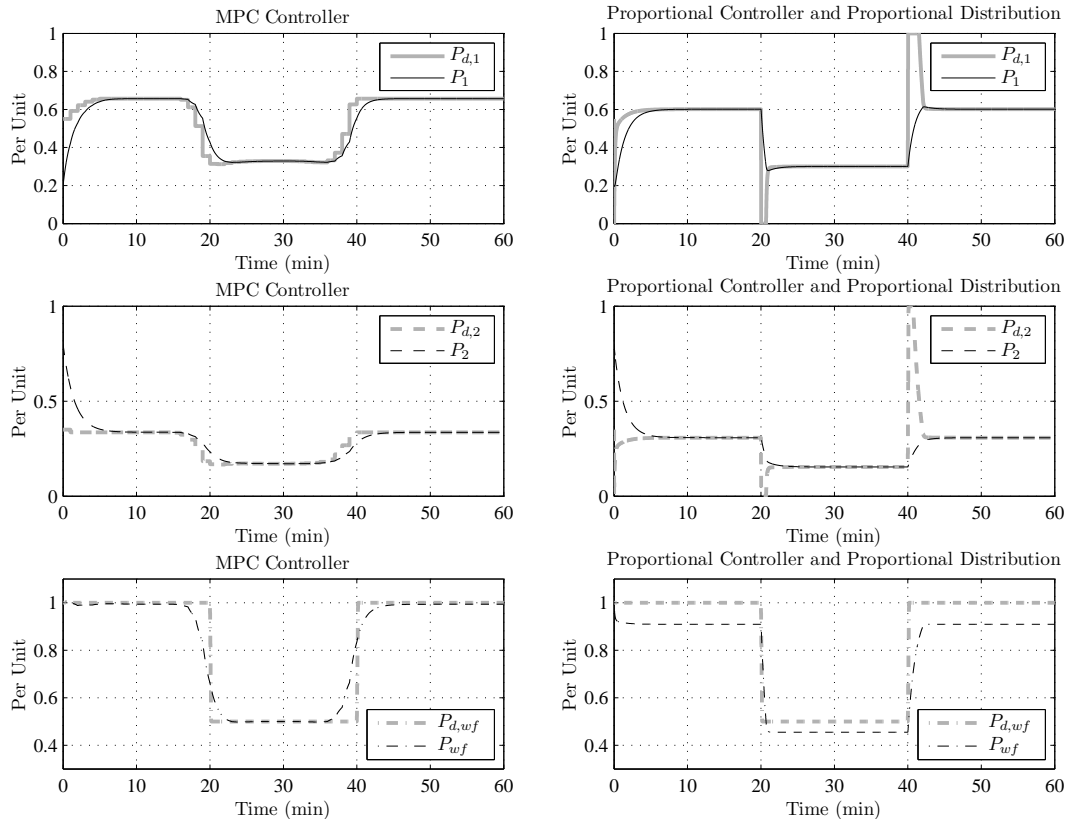 MPC Controller
1
0.8
0.6
0.4
0.2
0
Per Unit
P_{d,1}
P_1
0 10 20 30 40 50 60
Time (min)
Proportional Controller and Proportional Distribution
1
0.8
0.6
0.4
0.2
0
Per Unit
P_{d,1}
P_1
0 10 20 30 40 50 60
Time (min)
MPC Controller
1
0.5
0
Per Unit
P_{d,2}
P_2
0 10 20 30 40 50 60
Time (min)
Proportional Controller and Proportional Distribution
1
0.5
0
Per Unit
P_{d,2}
P_2
0 10 20 30 40 50 60
Time (min)
MPC Controller
1
0.8
0.6
0.4
Per Unit
P_{d,wf}
P_{wf}
0 10 20 30 40 50 60
Time (min)
Proportional Controller and Proportional Distribution
1
0.8
0.6
0.4
Per Unit
P_{d,wf}
P_{wf}
0 10 20 30 40 50 60
Time (min)